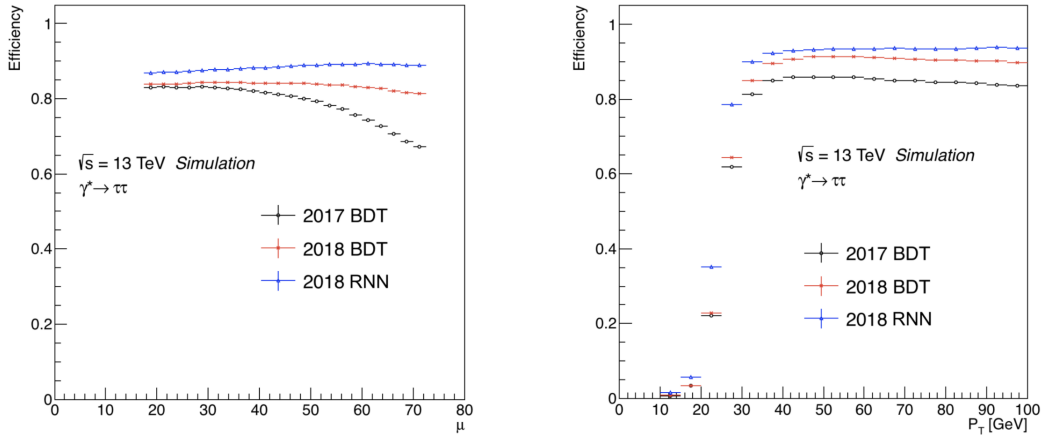 Efficiency
1
0.8
0.6
0.4
0.2
0
√s = 13 TeV Simulation
γ* → ττ
2017 BDT
2018 BDT
2018 RNN
0 10 20 30 40 50 60 70 80
μ
Efficiency
1
0.8
0.6
0.4
0.2
0
√s = 13 TeV Simulation
γ* → ττ
2017 BDT
2018 BDT
2018 RNN
0 10 20 30 40 50 60 70 80 90 100
P_T [GeV]